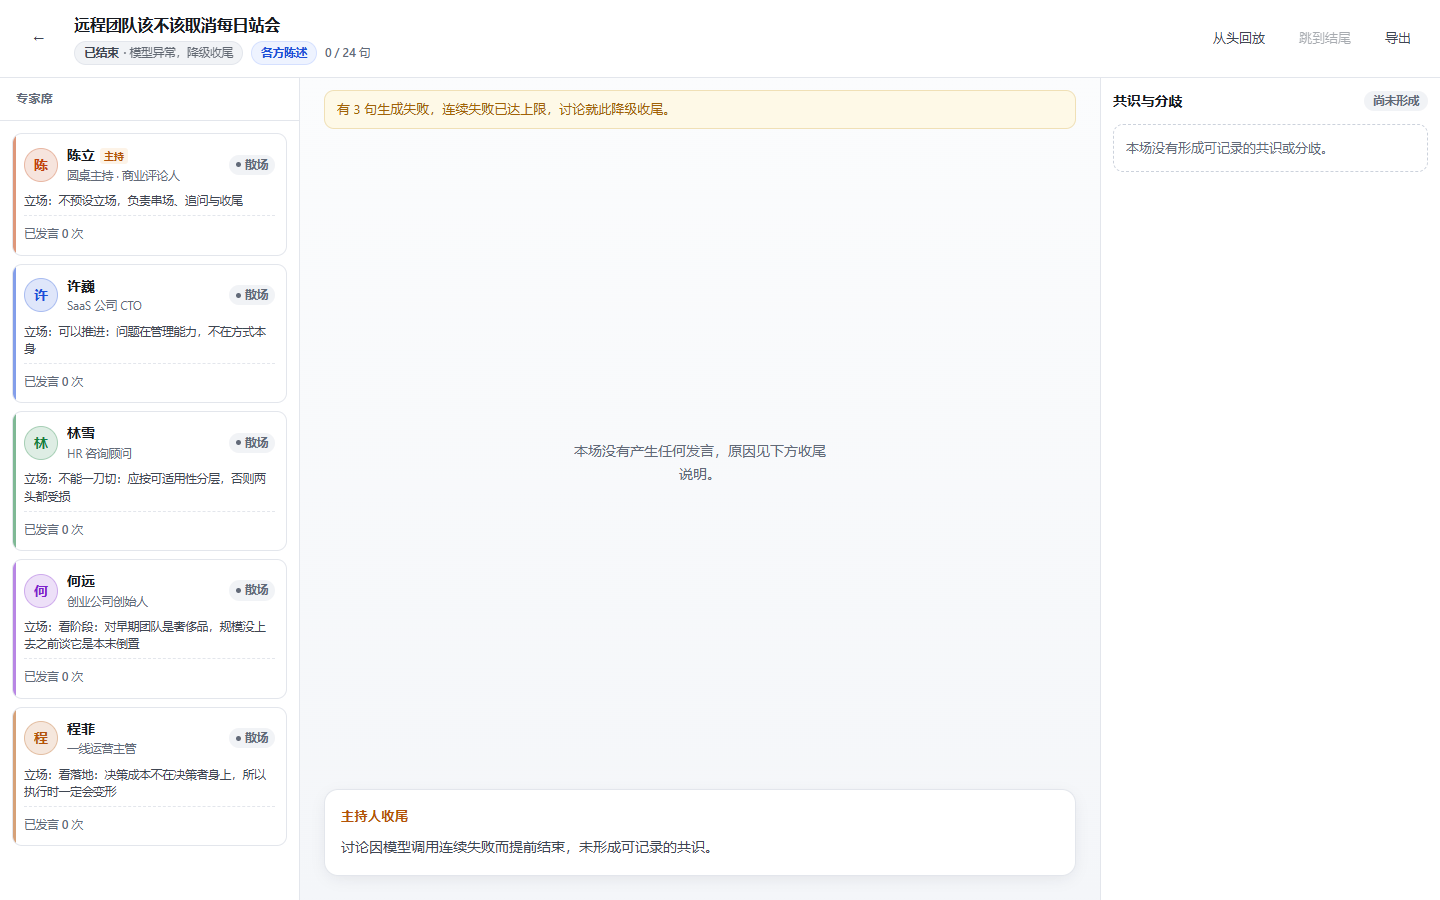 ←
远程团队该不该取消每日站会
已结束 · 模型异常，降级收尾 各方陈述 0 / 24 句
从头回放 跳到结尾 导出
专家席
陈
陈立 主持
圆桌主持 · 商业评论人
散场
立场：不预设立场，负责串场、追问与收尾
已发言 0 次
许
许巍
SaaS 公司 CTO
散场
立场：可以推进：问题在管理能力，不在方式本
身
已发言 0 次
林
林雪
HR 咨询顾问
散场
立场：不能一刀切：应按可适用性分层，否则两
头都受损
已发言 0 次
何
何远
创业公司创始人
散场
立场：看阶段：对早期团队是奢侈品，规模没上
去之前谈它是本末倒置
已发言 0 次
程
程菲
一线运营主管
散场
立场：看落地：决策成本不在决策者身上，所以
执行时一定会变形
已发言 0 次
有 3 句生成失败，连续失败已达上限，讨论就此降级收尾。
本场没有产生任何发言，原因见下方收尾
说明。
主持人收尾
讨论因模型调用连续失败而提前结束，未形成可记录的共识。
共识与分歧 尚未形成
本场没有形成可记录的共识或分歧。